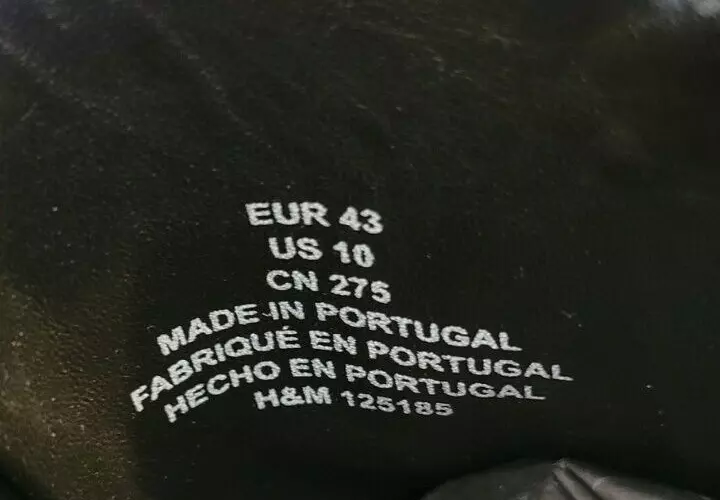 EUR 43
US 10
CN 275
MADE IN PORTUGAL
FABRIQUÉ EN PORTUGAL
HECHO EN PORTUGAL
H&M 125185